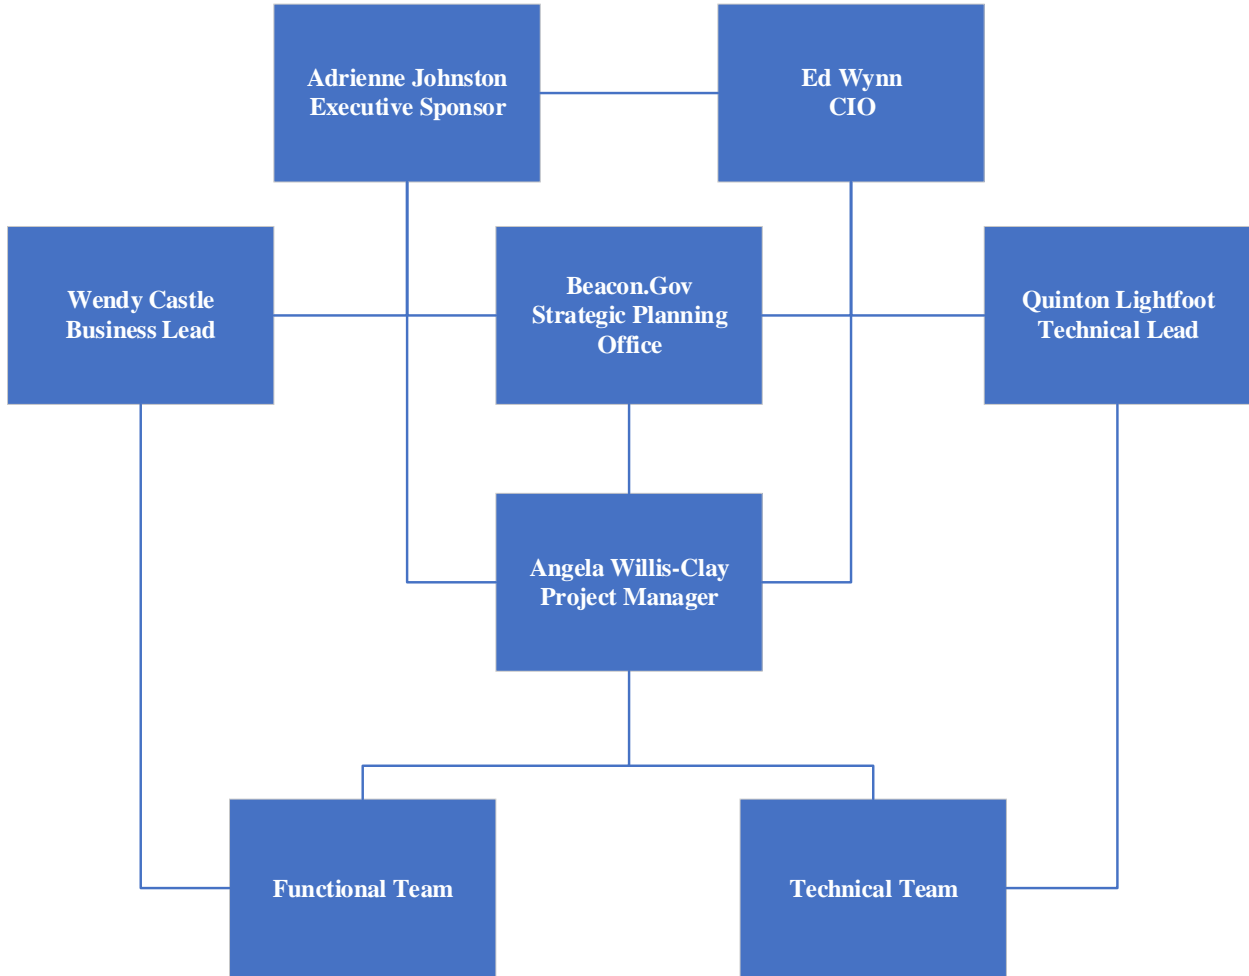 Adrienne Johnston
Executive Sponsor
Ed Wynn
CIO
Wendy Castle
Business Lead
Beacon.Gov
Strategic Planning
Office
Quinton Lightfoot
Technical Lead
Angela Willis-Clay
Project Manager
Functional Team
Technical Team